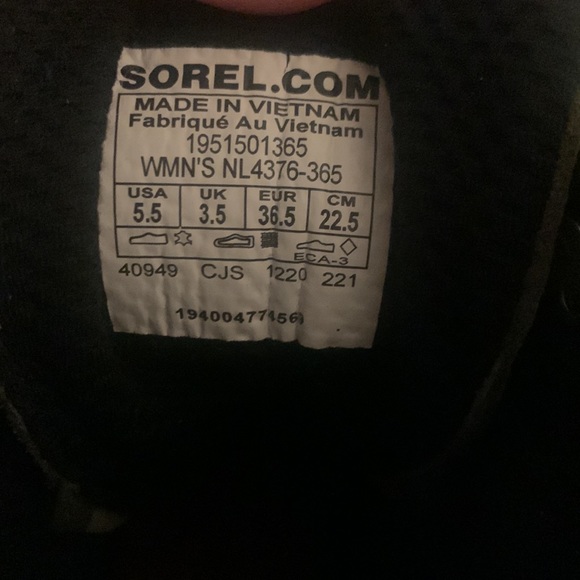 SOREL.COM
MADE IN VIETNAM
Fabriqué Au Vietnam
1951501365
WMN'S NL4376-365
USA UK EUR CM
5.5 3.5 36.5 22.5
ECA-3
40949 CJS 1220 221